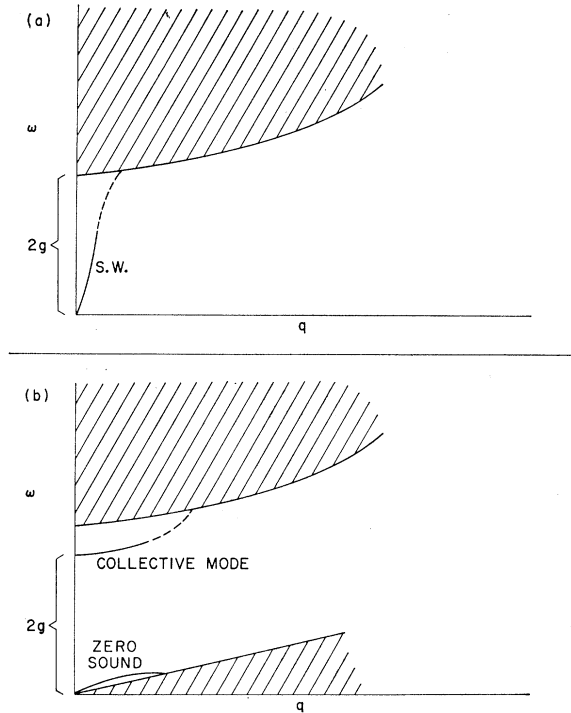 (a)
ω
2g
S.W.
q
(b)
ω
COLLECTIVE MODE
2g
ZERO
SOUND
q